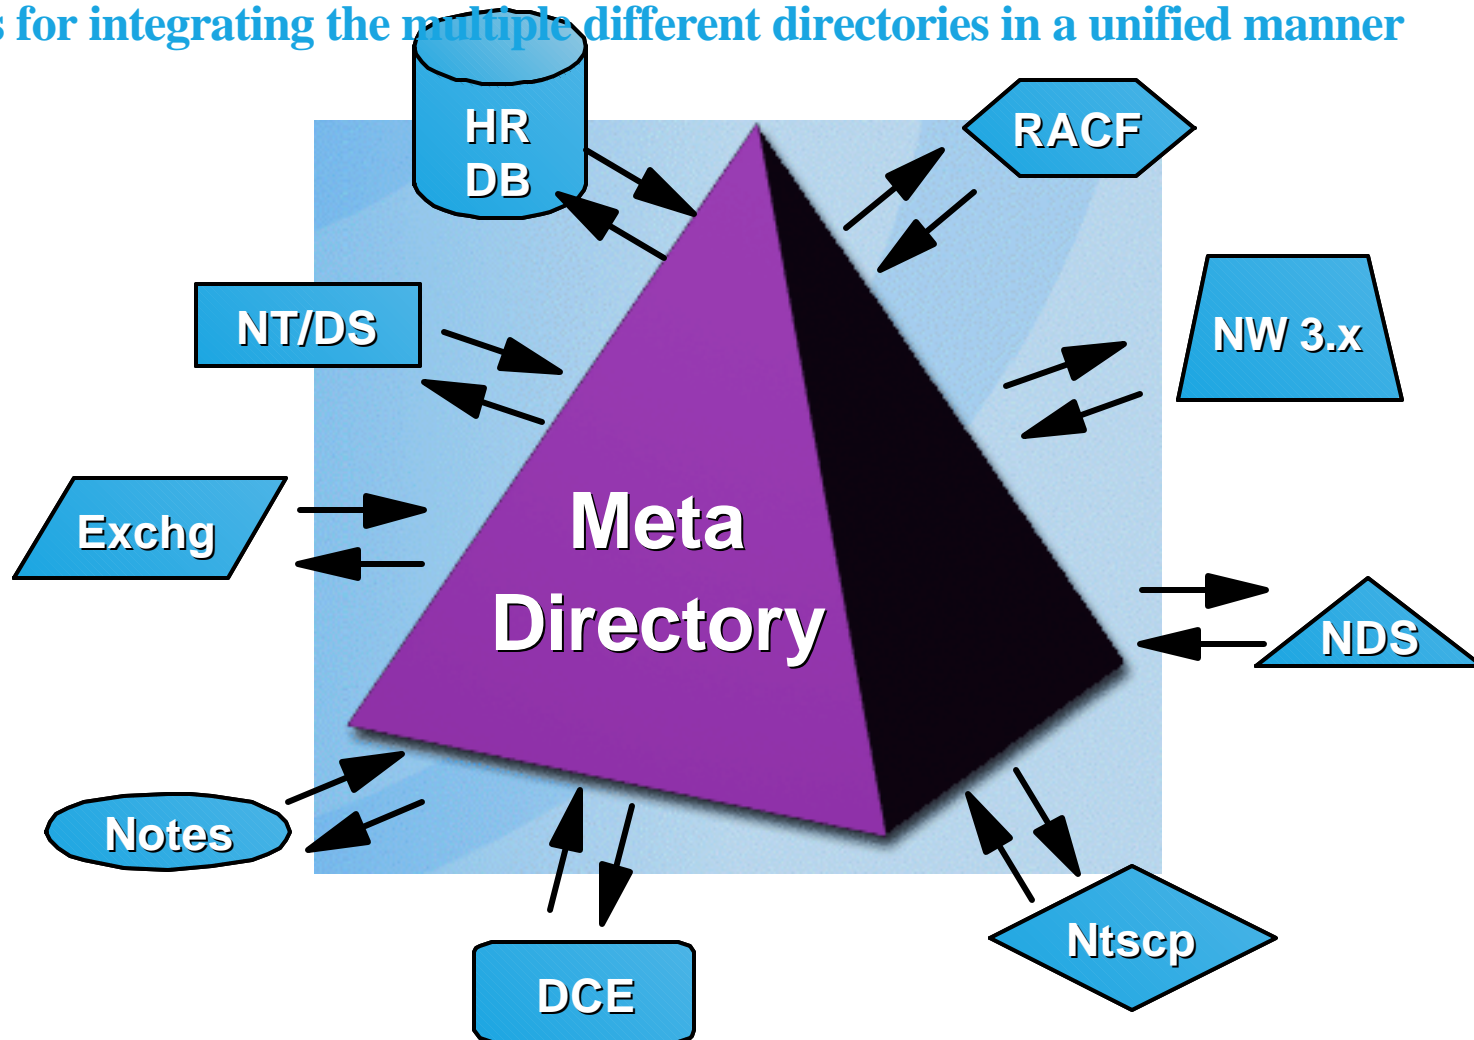 s for integrating the multiple different directories in a unified manner
HR
DB
RACF
NT/DS
NW 3.x
Exchg
Meta
Directory
NDS
Notes
Ntscp
DCE